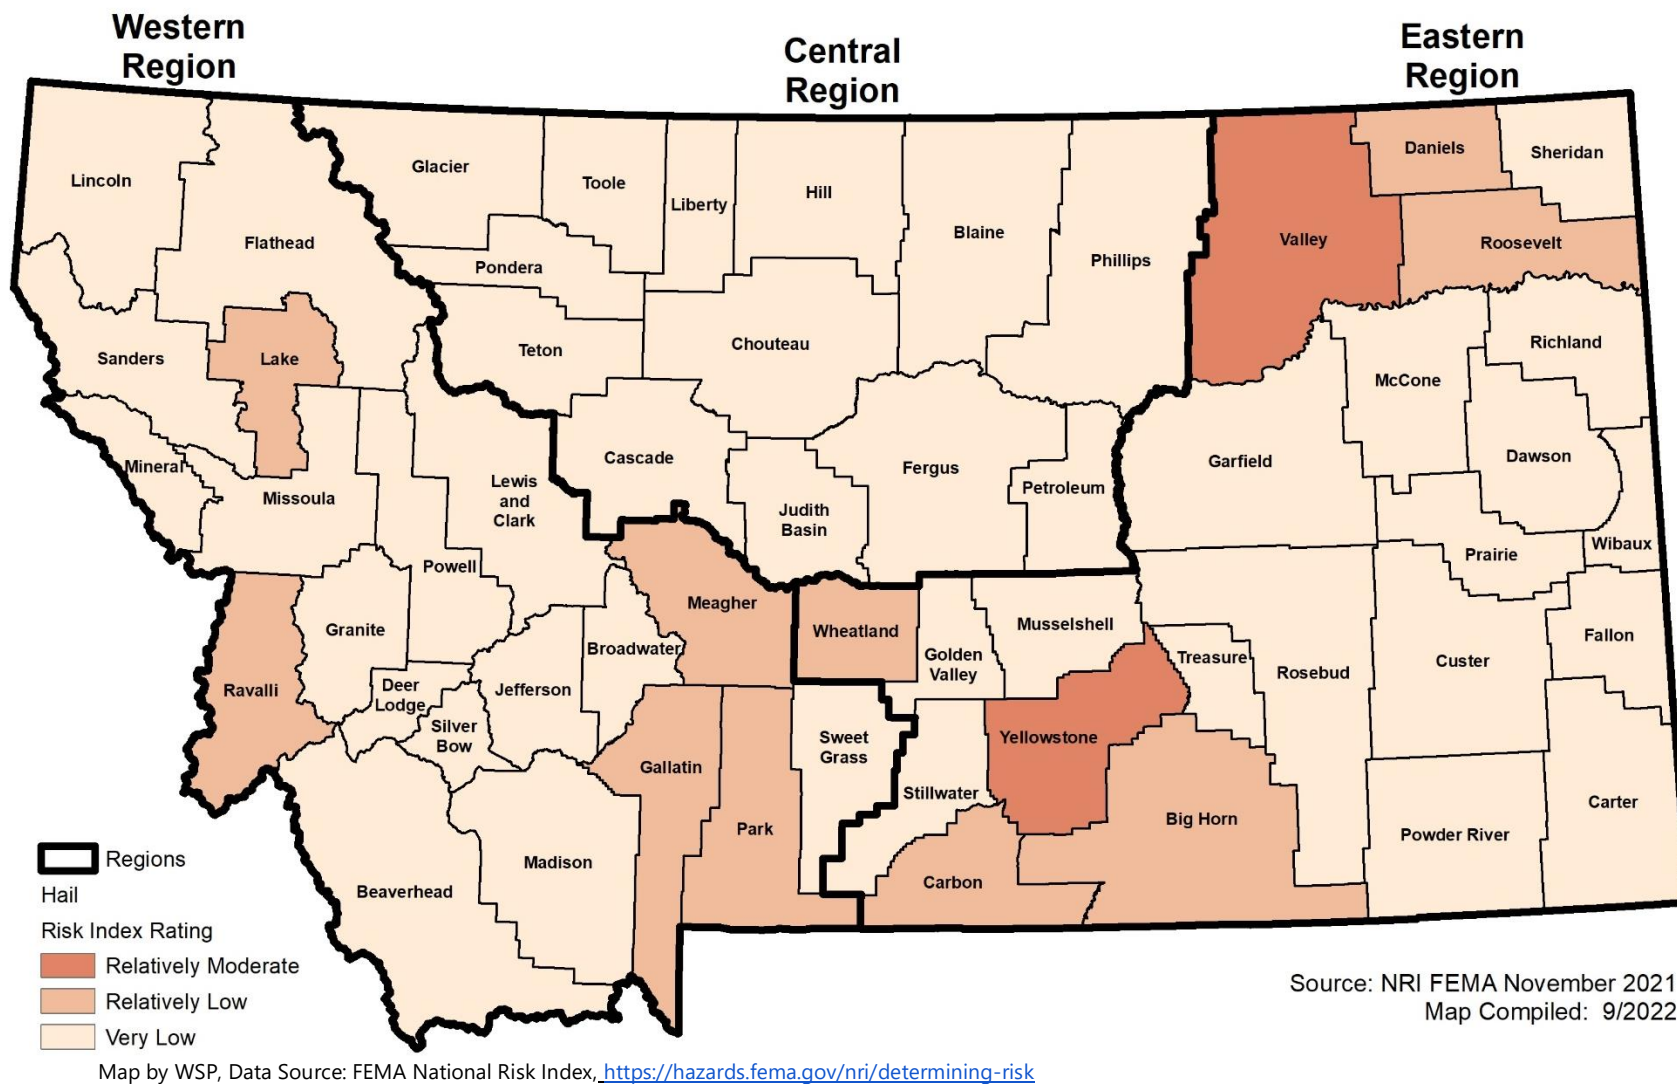 Western
Region
Central
Region
Eastern
Region
Lincoln
Flathead
Glacier
Toole
Liberty
Hill
Blaine
Phillips
Valley
Daniels
Sheridan
Roosevelt
Pondera
Teton
Chouteau
Sanders
Lake
Richland
McCone
Mineral
Missoula
Lewis
and
Clark
Cascade
Judith
Basin
Fergus
Petroleum
Garfield
Dawson
Prairie
Wibaux
Powell
Granite
Meagher
Broadwater
Wheatland
Golden
Valley
Musselshell
Treasure
Rosebud
Custer
Fallon
Ravalli
Deer
Lodge
Silver
Bow
Jefferson
Gallatin
Park
Sweet
Grass
Yellowstone
Stillwater
Carbon
Big Horn
Powder River
Carter
Madison
Beaverhead
Regions
Hail
Risk Index Rating
Relatively Moderate
Relatively Low
Very Low
Source: NRI FEMA November 2021
Map Compiled: 9/2022
Map by WSP, Data Source: FEMA National Risk Index, https://hazards.fema.gov/nri/determining-risk